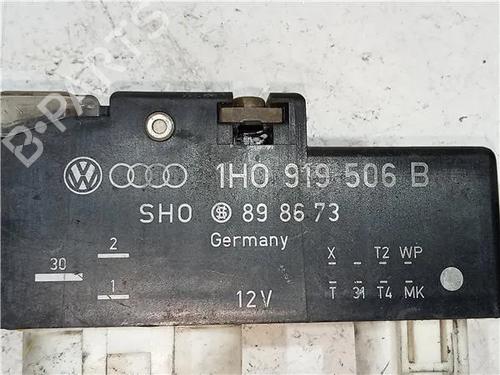 B-PARTS
1H0 919 506 B
SHO 89 86 73
Germany
2
X T2 WP
30
1
T 31 T4 MK
12V